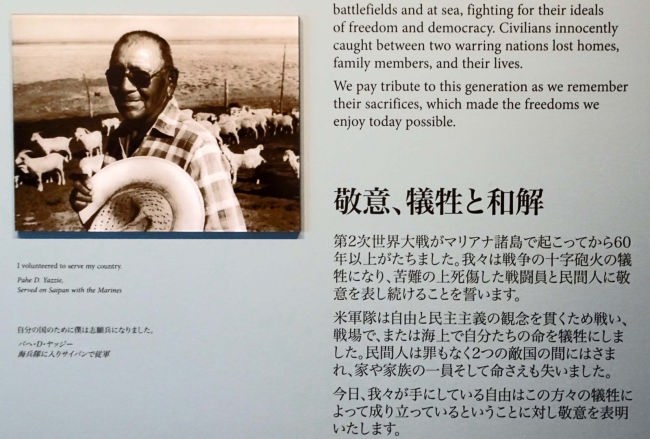 battlefields and at sea, fighting for their ideals
of freedom and democracy. Civilians innocently
caught between two warring nations lost homes,
family members, and their lives.
We pay tribute to this generation as we remember
their sacrifices, which made the freedoms we
enjoy today possible.
敬意、犠牲と和解
第2次世界大戦がマリアナ諸島で起こってから60
年以上がたちました。我々は戦争の十字砲火の犠
牲になり、苦難の上死傷した戦闘員と民間人に敬
意を表し続けることを誓います。
米軍隊は自由と民主主義の観念を貫くため戦い、
戦場で、または海上で自分たちの命を犠牲にしま
した。民間人は罪もなく2つの敵国の間にはさま
れ、家や家族の一員そして命さえも失いました。
今日、我々が手にしている自由はこの方々の犠牲に
よって成り立っているということに対し敬意を表明
いたします。
I volunteered to serve my country.
Pahe D. Yazzie,
Served on Saipan with the Marines
自分の国のために僕は志願兵になりました。
パヘ・D・ヤッジー
海兵隊に入りサイパンで従軍